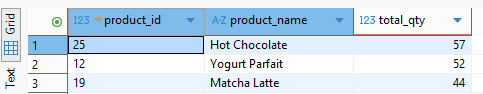 Grid
Text
123 product_id A-Z product_name 123 total_qty
1 25 Hot Chocolate 57
2 12 Yogurt Parfait 52
3 19 Matcha Latte 44